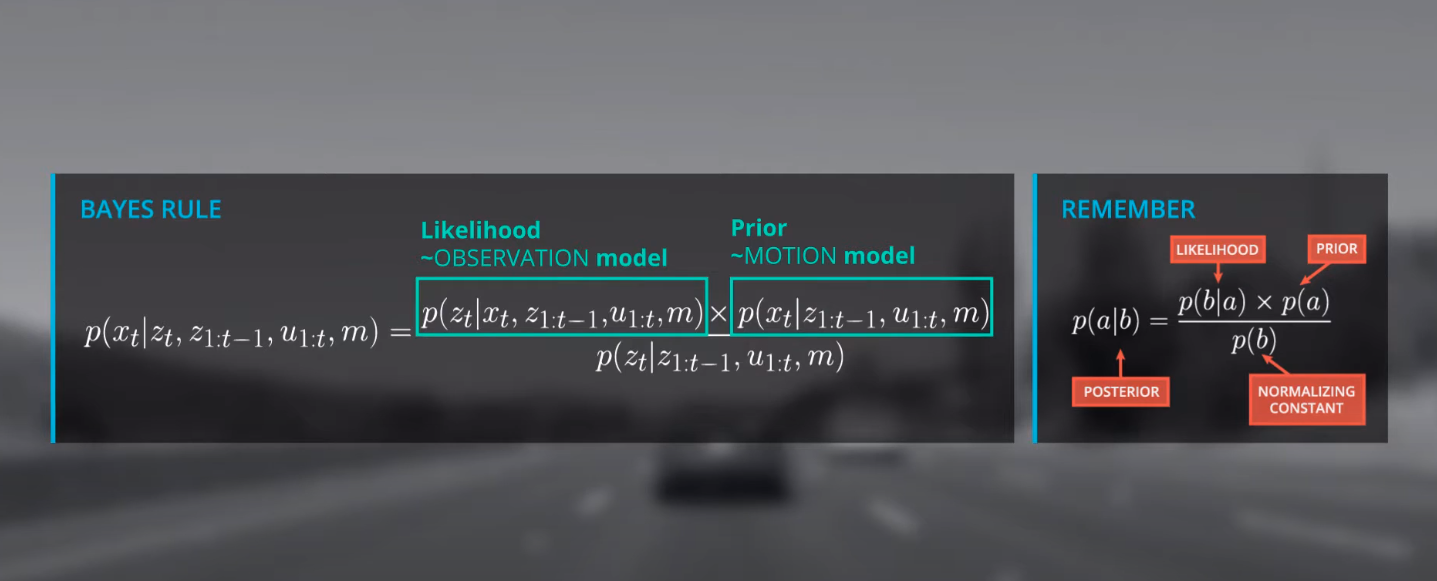 BAYES RULE
Likelihood
~OBSERVATION model
Prior
~MOTION model
p(x_t|z_t, z_{1:t−1}, u_{1:t}, m) = \frac{p(z_t|x_t, z_{1:t−1}, u_{1:t}, m) × p(x_t|z_{1:t−1}, u_{1:t}, m)}{p(z_t|z_{1:t−1}, u_{1:t}, m)}
REMEMBER
LIKELIHOOD
PRIOR
p(a|b) = \frac{p(b|a) × p(a)}{p(b)}
POSTERIOR
NORMALIZING
CONSTANT